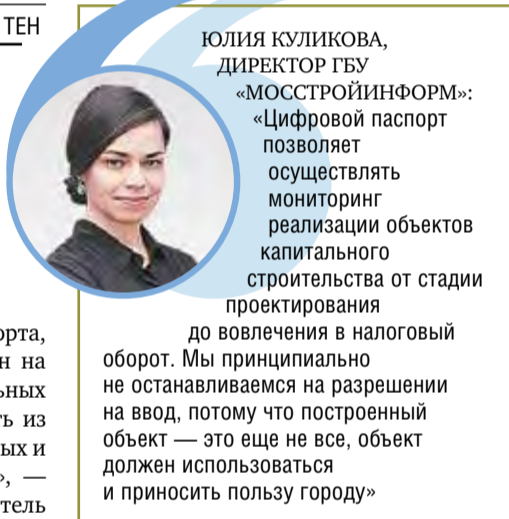 ТЕН
ЮЛИЯ КУЛИКОВА,
ДИРЕКТОР ГБУ
«МОССТРОЙИНФОРМ»:
«Цифровой паспорт
позволяет
осуществлять
мониторинг
реализации объектов
капитального
строительства от стадии
проектирования
до вовлечения в налоговый
оборот. Мы принципиально
не останавливаемся на разрешении
на ввод, потому что построенный
объект — это еще не все, объект
должен использоваться
и приносить пользу городу»
орта,
н на
ьных
ть из
ых и
», —
тель